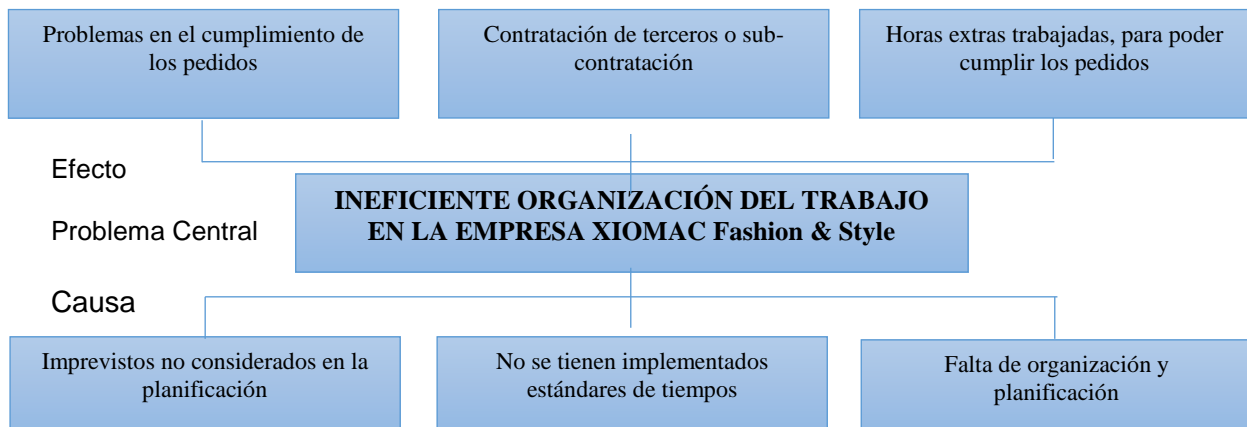 Problemas en el cumplimiento de
los pedidos
Contratación de terceros o sub-
contratación
Horas extras trabajadas, para poder
cumplir los pedidos
Efecto
INEFICIENTE ORGANIZACIÓN DEL TRABAJO
EN LA EMPRESA XIOMAC Fashion & Style
Problema Central
Causa
Imprevistos no considerados en la
planificación
No se tienen implementados
estándares de tiempos
Falta de organización y
planificación